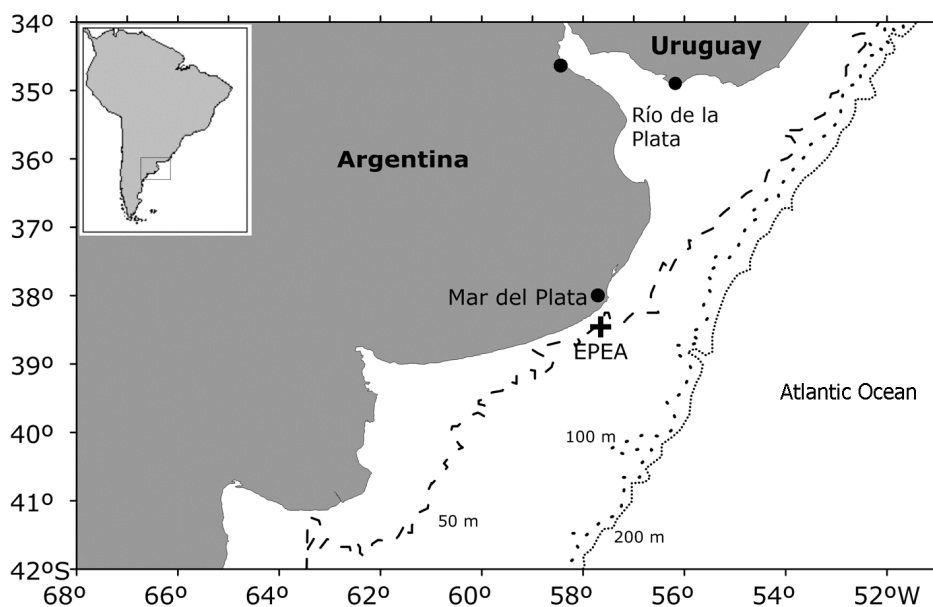 34º
35º
36º
37º
38º
39º
40º
41º
42ºS
68º
66º
64º
62º
60º
58º
56º
54º
52ºW
Uruguay
Río de la
Plata
Argentina
Mar del Plata
EPEA
Atlantic Ocean
100 m
50 m
200 m